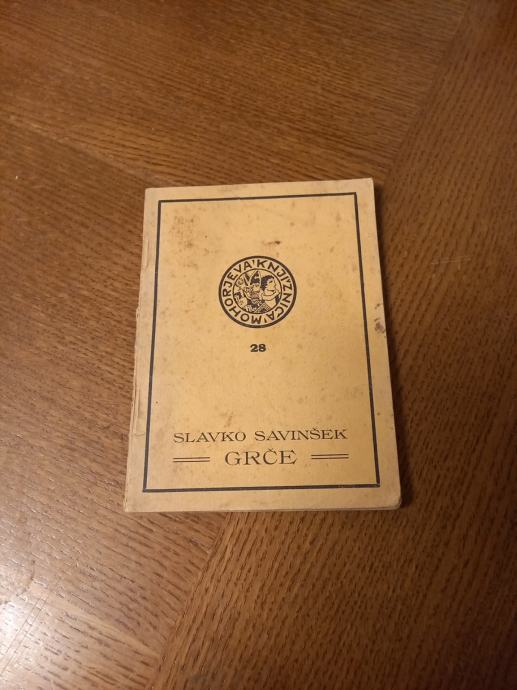 MOHORJEVA KNJIŽNICA
28
SLAVKO SAVINŠEK
GRČE